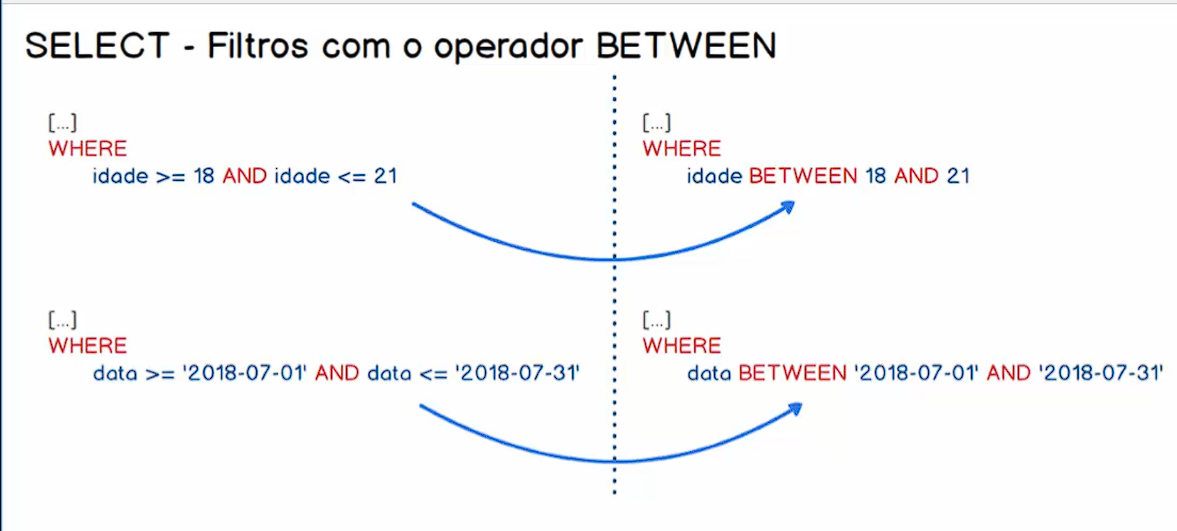 SELECT - Filtros com o operador BETWEEN
[...]
WHERE
idade >= 18 AND idade <= 21
[...]
WHERE
idade BETWEEN 18 AND 21
[...]
WHERE
data >= '2018-07-01' AND data <= '2018-07-31'
[...]
WHERE
data BETWEEN '2018-07-01' AND '2018-07-31'